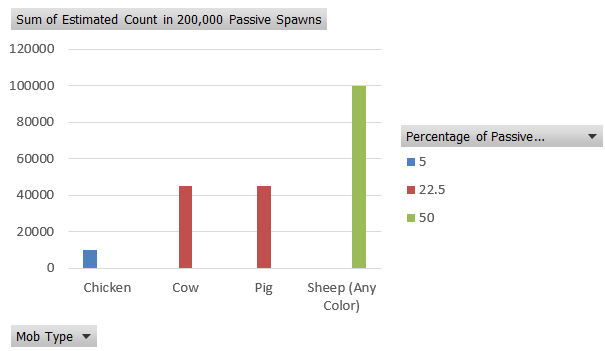 Sum of Estimated Count in 200,000 Passive Spawns
120000
100000
80000
60000
40000
20000
0
Chicken
Cow
Pig
Sheep (Any
Color)
Percentage of Passive...
5
22.5
50
Mob Type